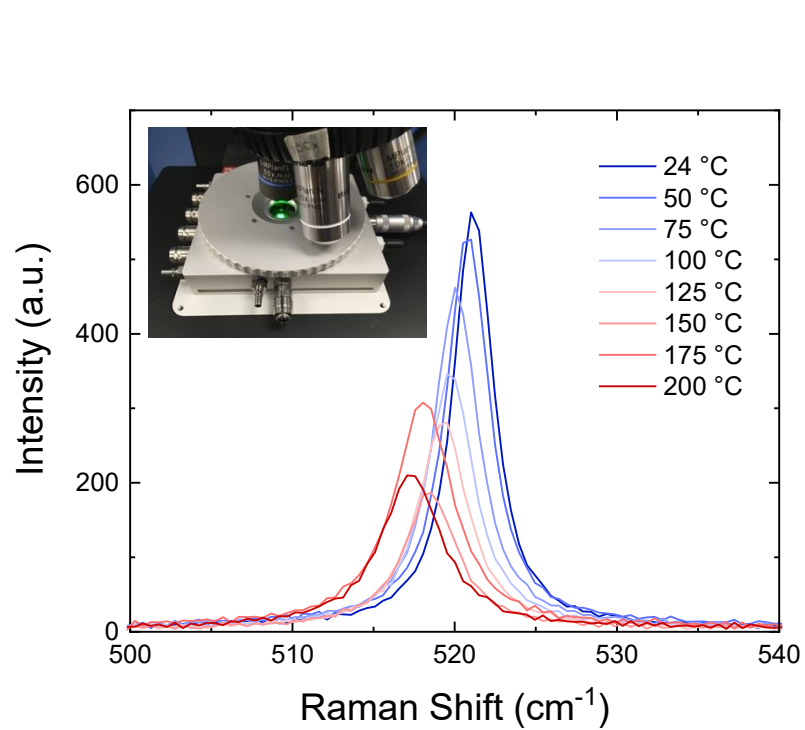 600
400
200
0
500
510
520
530
540
Intensity (a.u.)
Raman Shift (cm⁻¹)
24 °C
50 °C
75 °C
100 °C
125 °C
150 °C
175 °C
200 °C